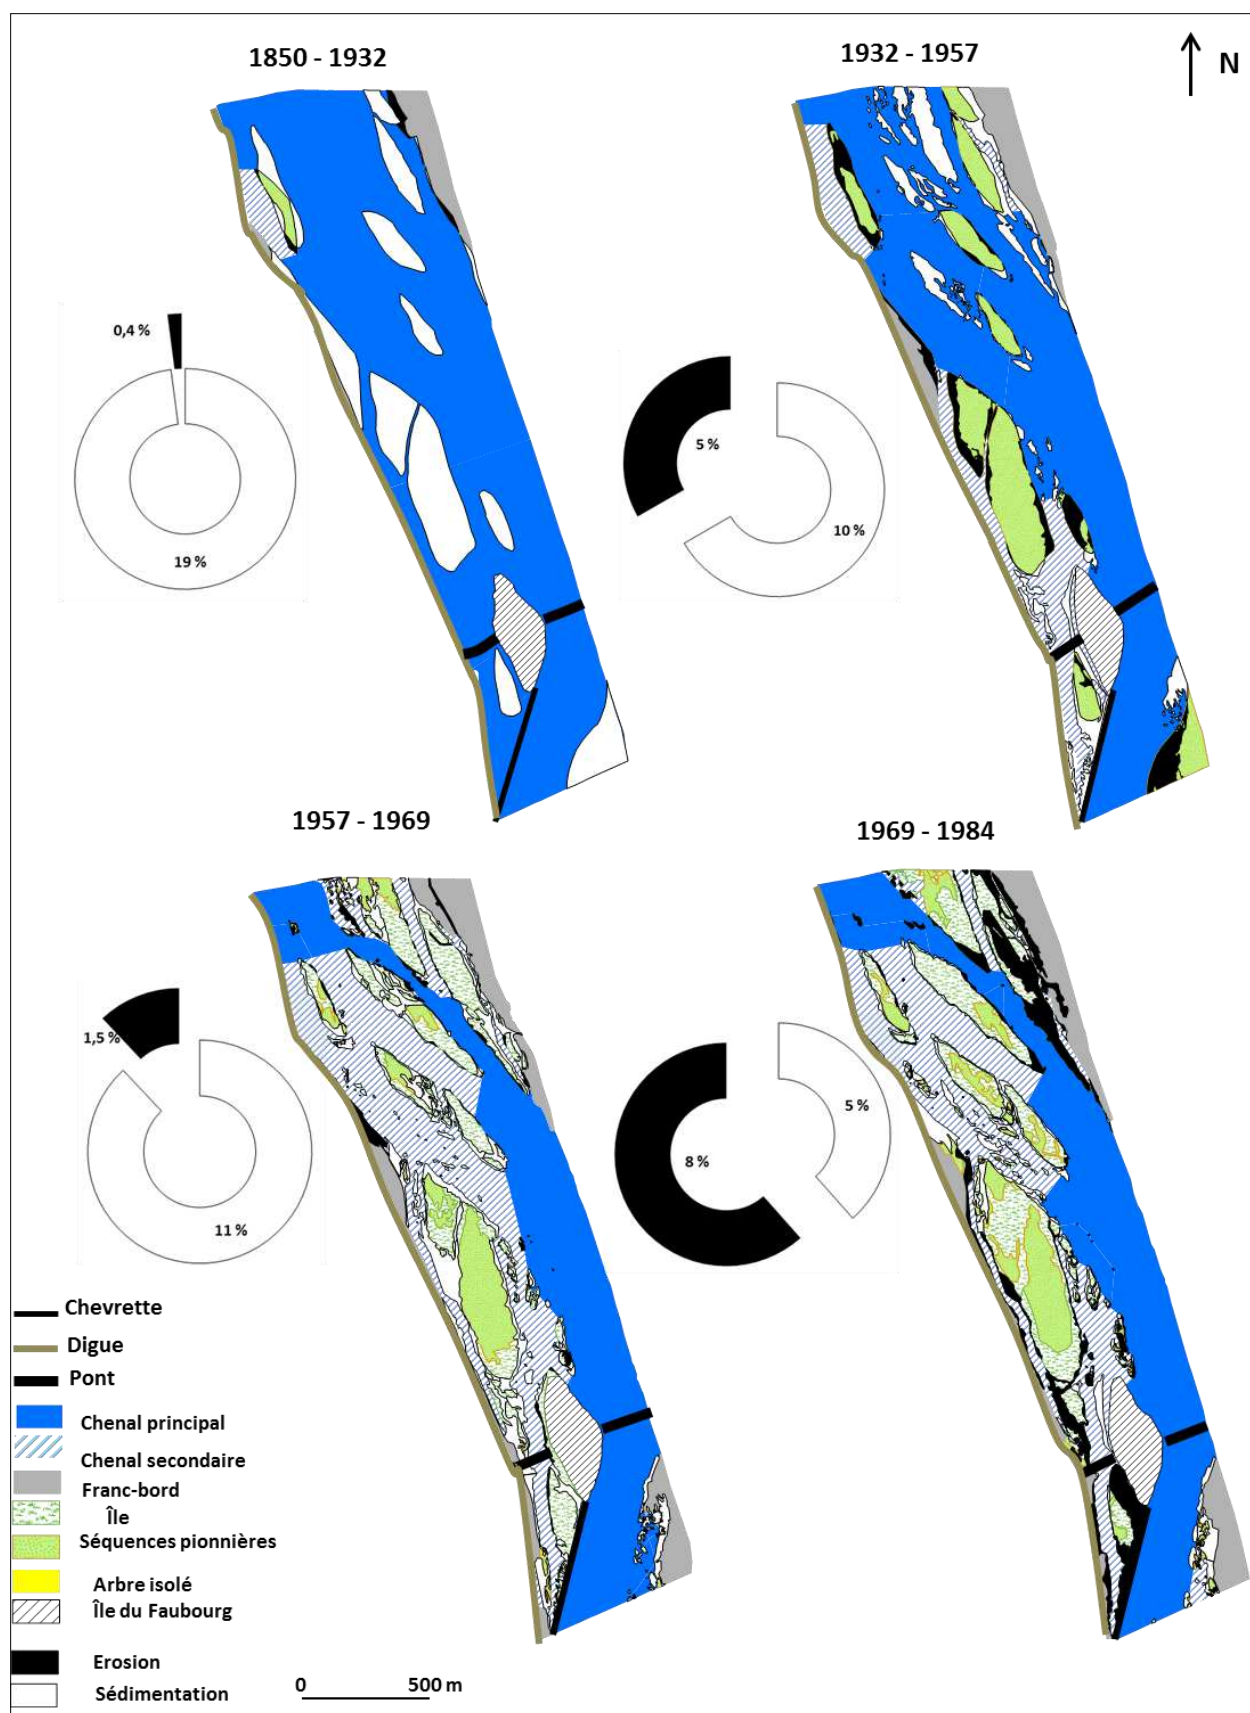 1850 - 1932
1932 - 1957
N
0,4 %
19 %
5 %
10 %
1957 - 1969
1969 - 1984
1,5 %
11 %
8 %
5 %
Chevrette
Digue
Pont
Chenal principal
Chenal secondaire
Franc-bord
Île
Séquences pionnières
Arbre isolé
Île du Faubourg
Erosion
Sédimentation
0 500 m